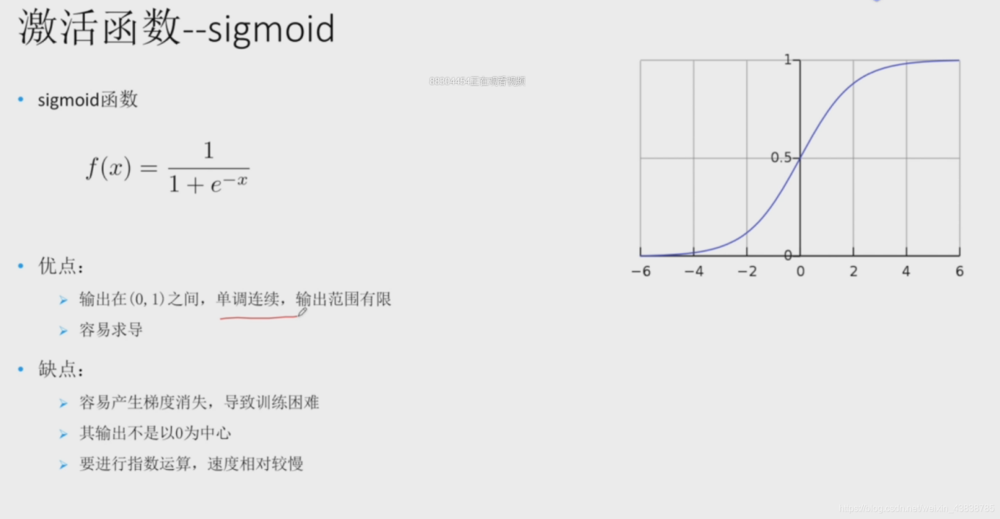 激活函数--sigmoid
88304454正在观看视频
sigmoid函数
f(x) = 1 / (1 + e^{-x})
优点：
输出在(0,1)之间，单调连续，输出范围有限
容易求导
缺点：
容易产生梯度消失，导致训练困难
其输出不是以0为中心
要进行指数运算，速度相对较慢
1
0.5
0
−6 −4 −2 0 2 4 6
https://blog.csdn.net/weixin_43838785